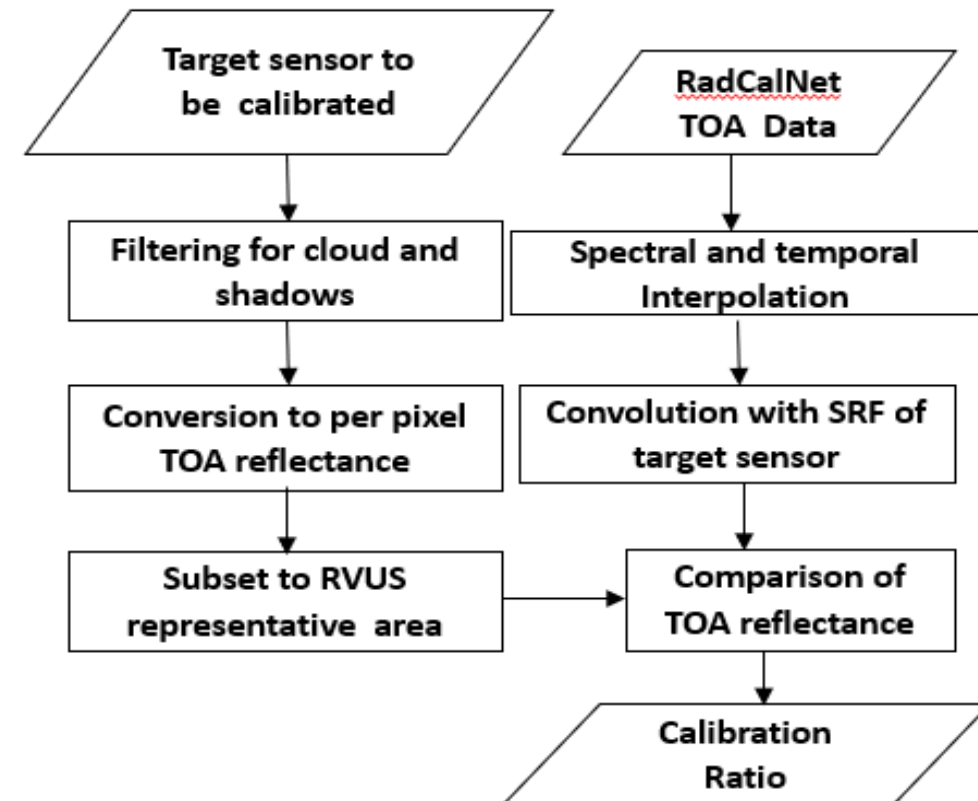 Target sensor to
be calibrated
RadCalNet
TOA Data
Filtering for cloud and
shadows
Spectral and temporal
Interpolation
Conversion to per pixel
TOA reflectance
Convolution with SRF of
target sensor
Subset to RVUS
representative area
Comparison of
TOA reflectance
Calibration
Ratio